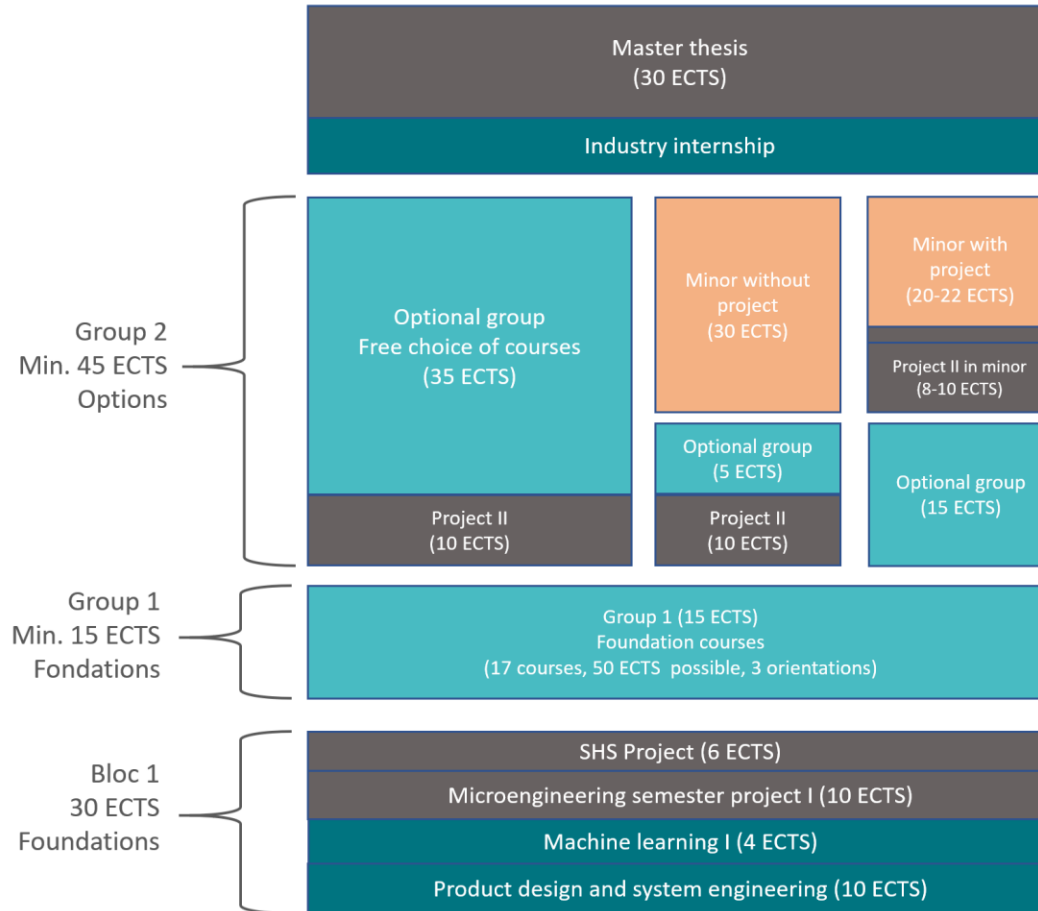 Master thesis
(30 ECTS)
Industry internship
Group 2
Min. 45 ECTS
Options
Optional group
Free choice of courses
(35 ECTS)
Project II
(10 ECTS)
Minor without
project
(30 ECTS)
Optional group
(5 ECTS)
Project II
(10 ECTS)
Minor with
project
(20-22 ECTS)
Project II in minor
(8-10 ECTS)
Optional group
(15 ECTS)
Group 1
Min. 15 ECTS
Fondations
Group 1 (15 ECTS)
Foundation courses
(17 courses, 50 ECTS possible, 3 orientations)
Bloc 1
30 ECTS
Foundations
SHS Project (6 ECTS)
Microengineering semester project I (10 ECTS)
Machine learning I (4 ECTS)
Product design and system engineering (10 ECTS)